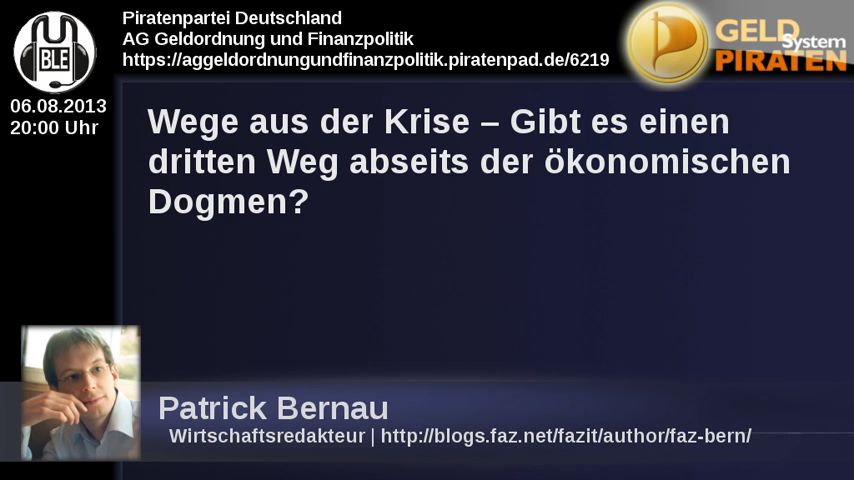 Piratenpartei Deutschland
AG Geldordnung und Finanzpolitik
https://aggeldordnungundfinanzpolitik.piratenpad.de/6219
BLE
GELD
System
PIRATEN
06.08.2013
20:00 Uhr
Wege aus der Krise – Gibt es einen
dritten Weg abseits der ökonomischen
Dogmen?
Patrick Bernau
Wirtschaftsredakteur | http://blogs.faz.net/fazit/author/faz-bern/